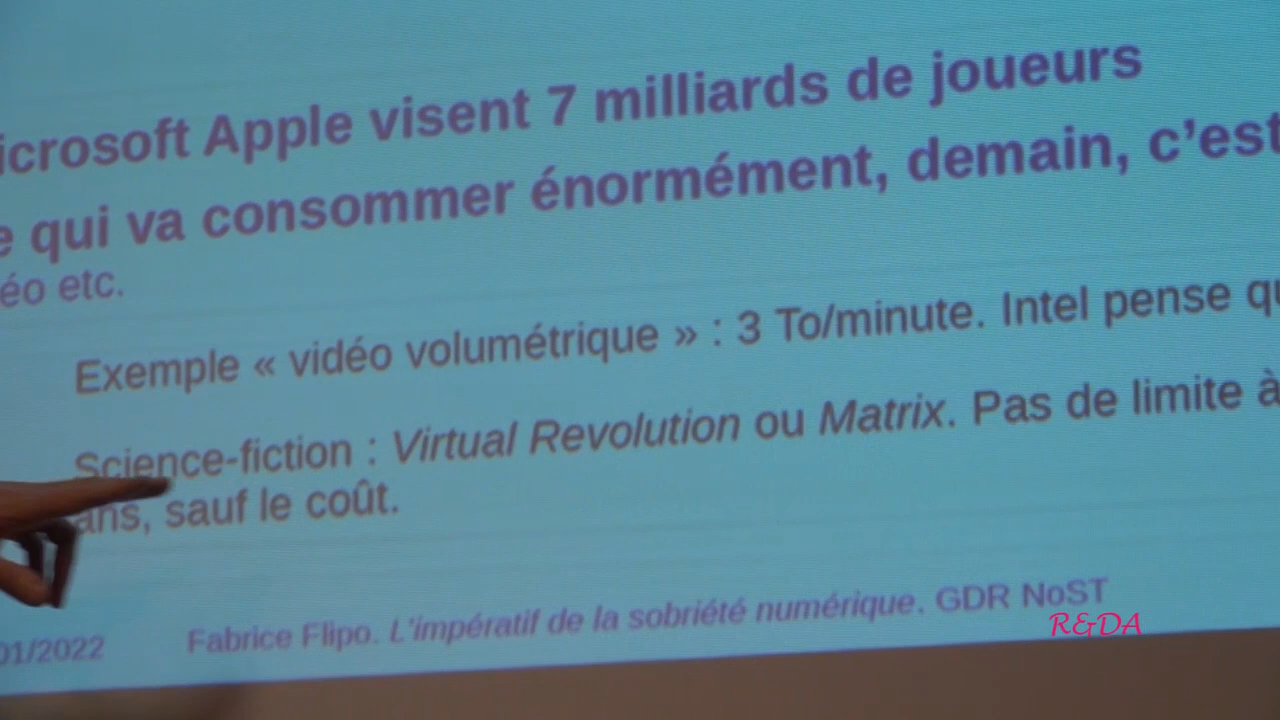 icrosoft Apple visent 7 milliards de joueurs
e qui va consommer énormément, demain, c’est
éo etc.
Exemple « vidéo volumétrique » : 3 To/minute. Intel pense qu
Science-fiction : Virtual Revolution ou Matrix. Pas de limite à
ans, sauf le coût.
01/2022
Fabrice Flipo. L’impératif de la sobriété numérique. GDR NoST
R&DA